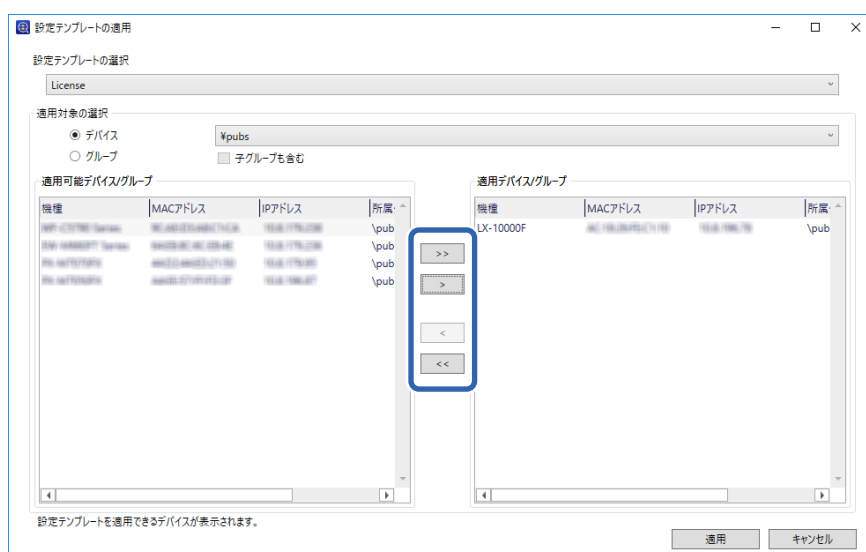 設定テンプレートの適用
設定テンプレートの選択
License
適用対象の選択
デバイス
¥pubs
グループ
子グループも含む
適用可能デバイス/グループ
適用デバイス/グループ
機種 MACアドレス IPアドレス 所属
機種 MACアドレス IPアドレス 所属
\pub
LX-10000F \pub
\pub
\pub
\pub
>>
>
<
<<
設定テンプレートを適用できるデバイスが表示されます。
適用 キャンセル